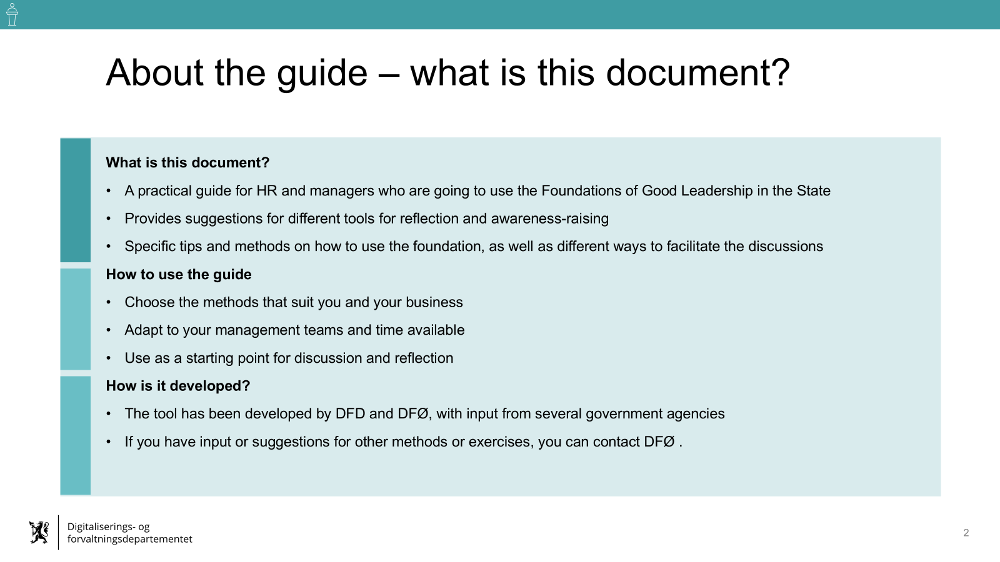 About the guide – what is this document?
What is this document?
• A practical guide for HR and managers who are going to use the Foundations of Good Leadership in the State
• Provides suggestions for different tools for reflection and awareness-raising
• Specific tips and methods on how to use the foundation, as well as different ways to facilitate the discussions
How to use the guide
• Choose the methods that suit you and your business
• Adapt to your management teams and time available
• Use as a starting point for discussion and reflection
How is it developed?
• The tool has been developed by DFD and DFØ, with input from several government agencies
• If you have input or suggestions for other methods or exercises, you can contact DFØ .
Digitaliserings- og
forvaltningsdepartementet
2